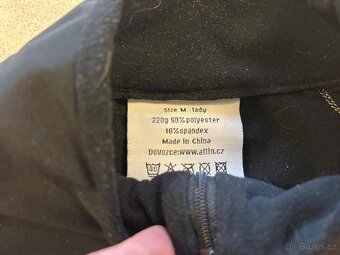 Size M lady
220g 90% polyester
10% spandex
Made in China
Dovozce:www.allin.cz
Bazos.cz